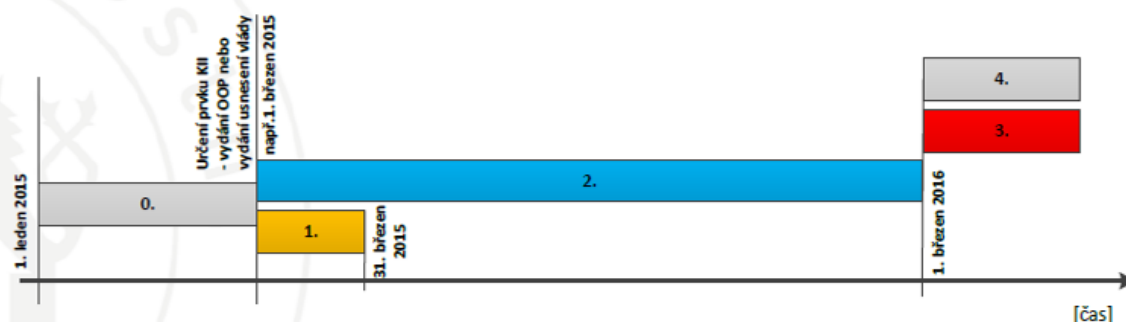 1. leden 2015
0.
Určení prvku KII
- vydání OOP nebo
vydání usnesení vlády
např.1. březen 2015
2.
1.
31. březen
2015
4.
3.
1. březen 2016
[čas]